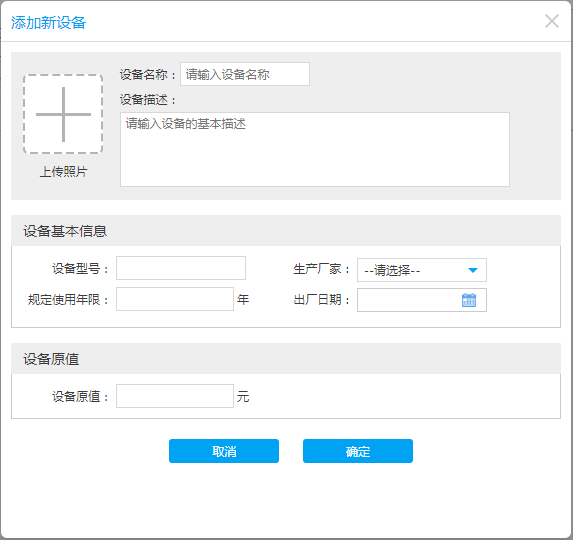 添加新设备
设备名称：请输入设备名称
设备描述：
请输入设备的基本描述
上传照片
设备基本信息
设备型号： 生产厂家： --请选择--
规定使用年限： 年 出厂日期：
设备原值
设备原值： 元
取消 确定